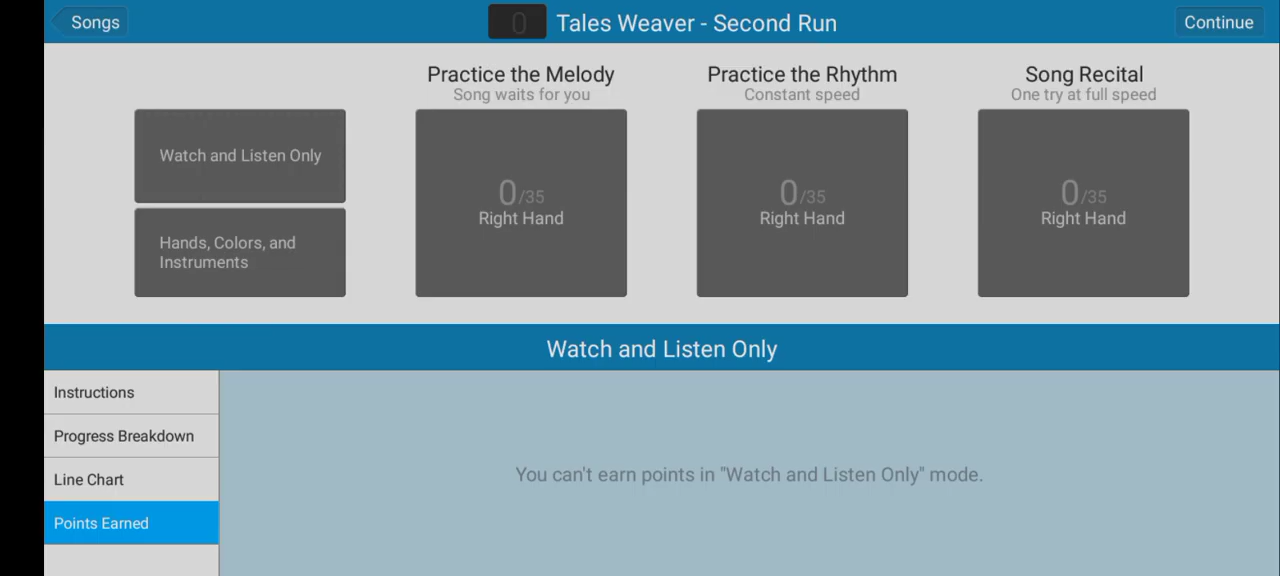 Songs
0
Tales Weaver - Second Run
Continue
Practice the Melody
Song waits for you
Practice the Rhythm
Constant speed
Song Recital
One try at full speed
Watch and Listen Only
Hands, Colors, and
Instruments
0/35
Right Hand
0/35
Right Hand
0/35
Right Hand
Watch and Listen Only
Instructions
Progress Breakdown
Line Chart
Points Earned
You can't earn points in "Watch and Listen Only" mode.